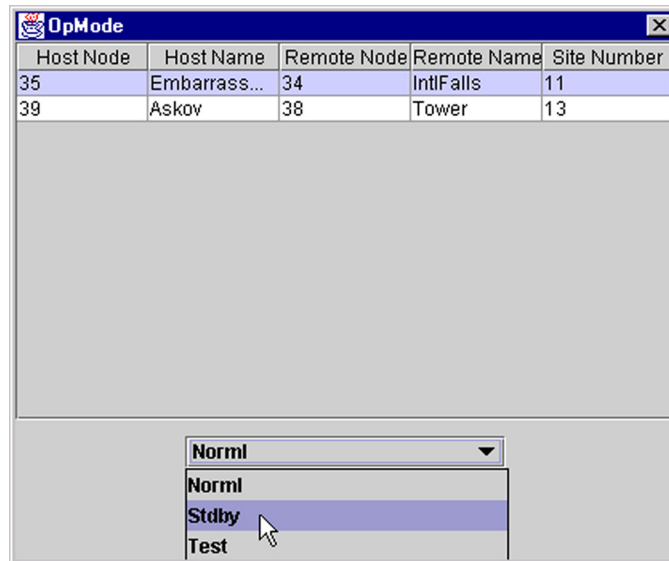 OpMode
Host Node Host Name Remote Node Remote Name Site Number
35 Embarrass... 34 IntlFalls 11
39 Askov 38 Tower 13
Norml
Norml
Stdby
Test